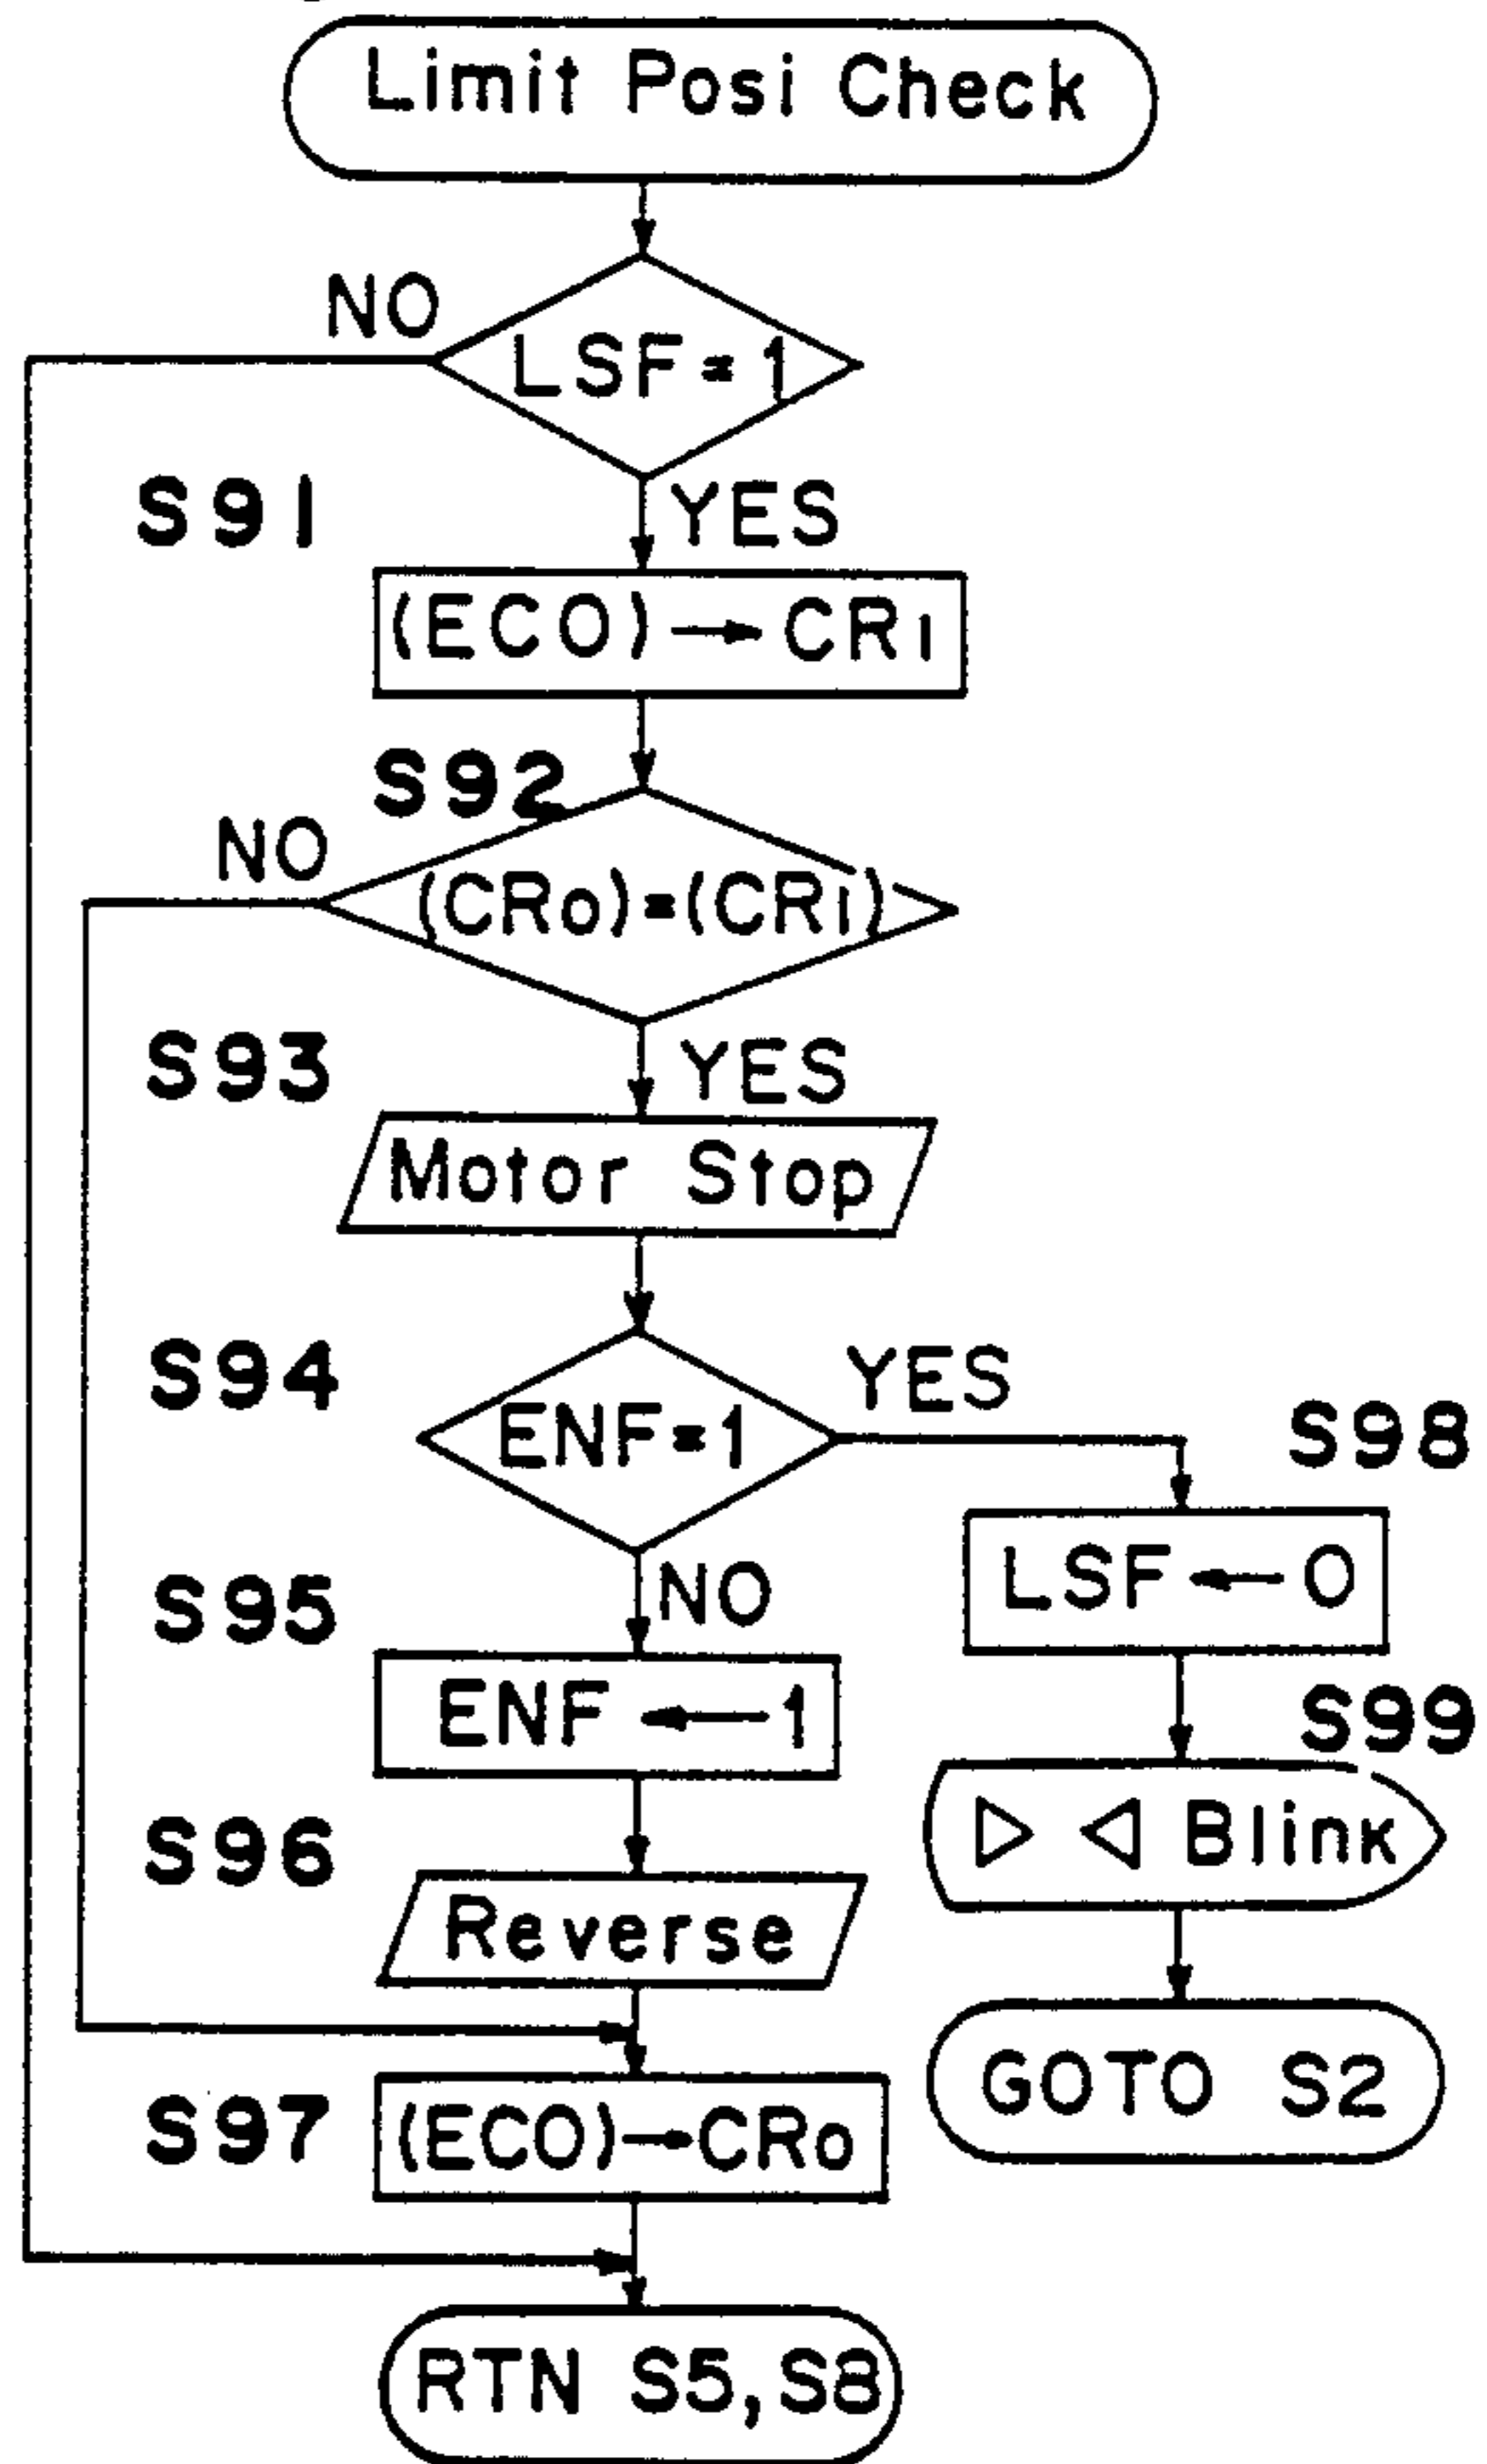 Limit Posi Check
NO
LSF=1
S91
YES
(ECO)→CR1
S92
NO
(CRo)=(CR1)
S93
YES
Motor Stop
S94
YES
ENF=1
S98
LSF←0
S95
NO
ENF←1
S99
▷ ◁ Blink
S96
Reverse
GOTO S2
S97
(ECO)→CRo
RTN S5,S8